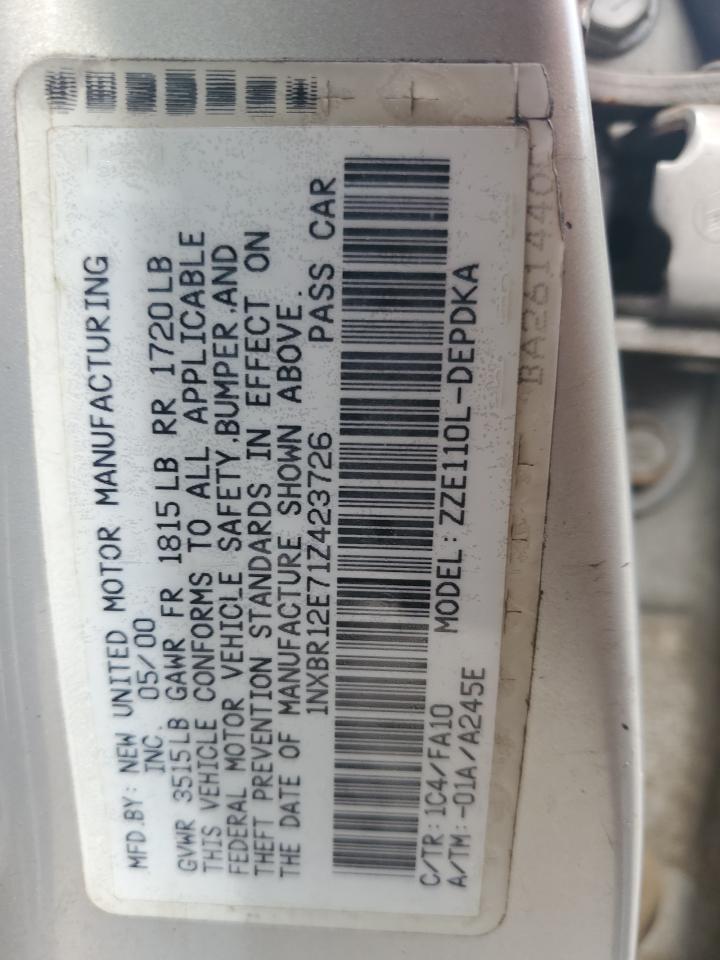 MFD.BY: NEW UNITED MOTOR MANUFACTURING
INC. 05/00
GVWR 3515LB GAWR FR 1815LB RR 1720LB
THIS VEHICLE CONFORMS TO ALL APPLICABLE
FEDERAL MOTOR VEHICLE SAFETY,BUMPER,AND
THEFT PREVENTION STANDARDS IN EFFECT ON
THE DATE OF MANUFACTURE SHOWN ABOVE.
1NXBR12E71Z423726 PASS CAR
C/TR:1C4/FA10 MODEL:ZZE110L-DEPDKA
A/TM:-01A/A245E
BA2614405